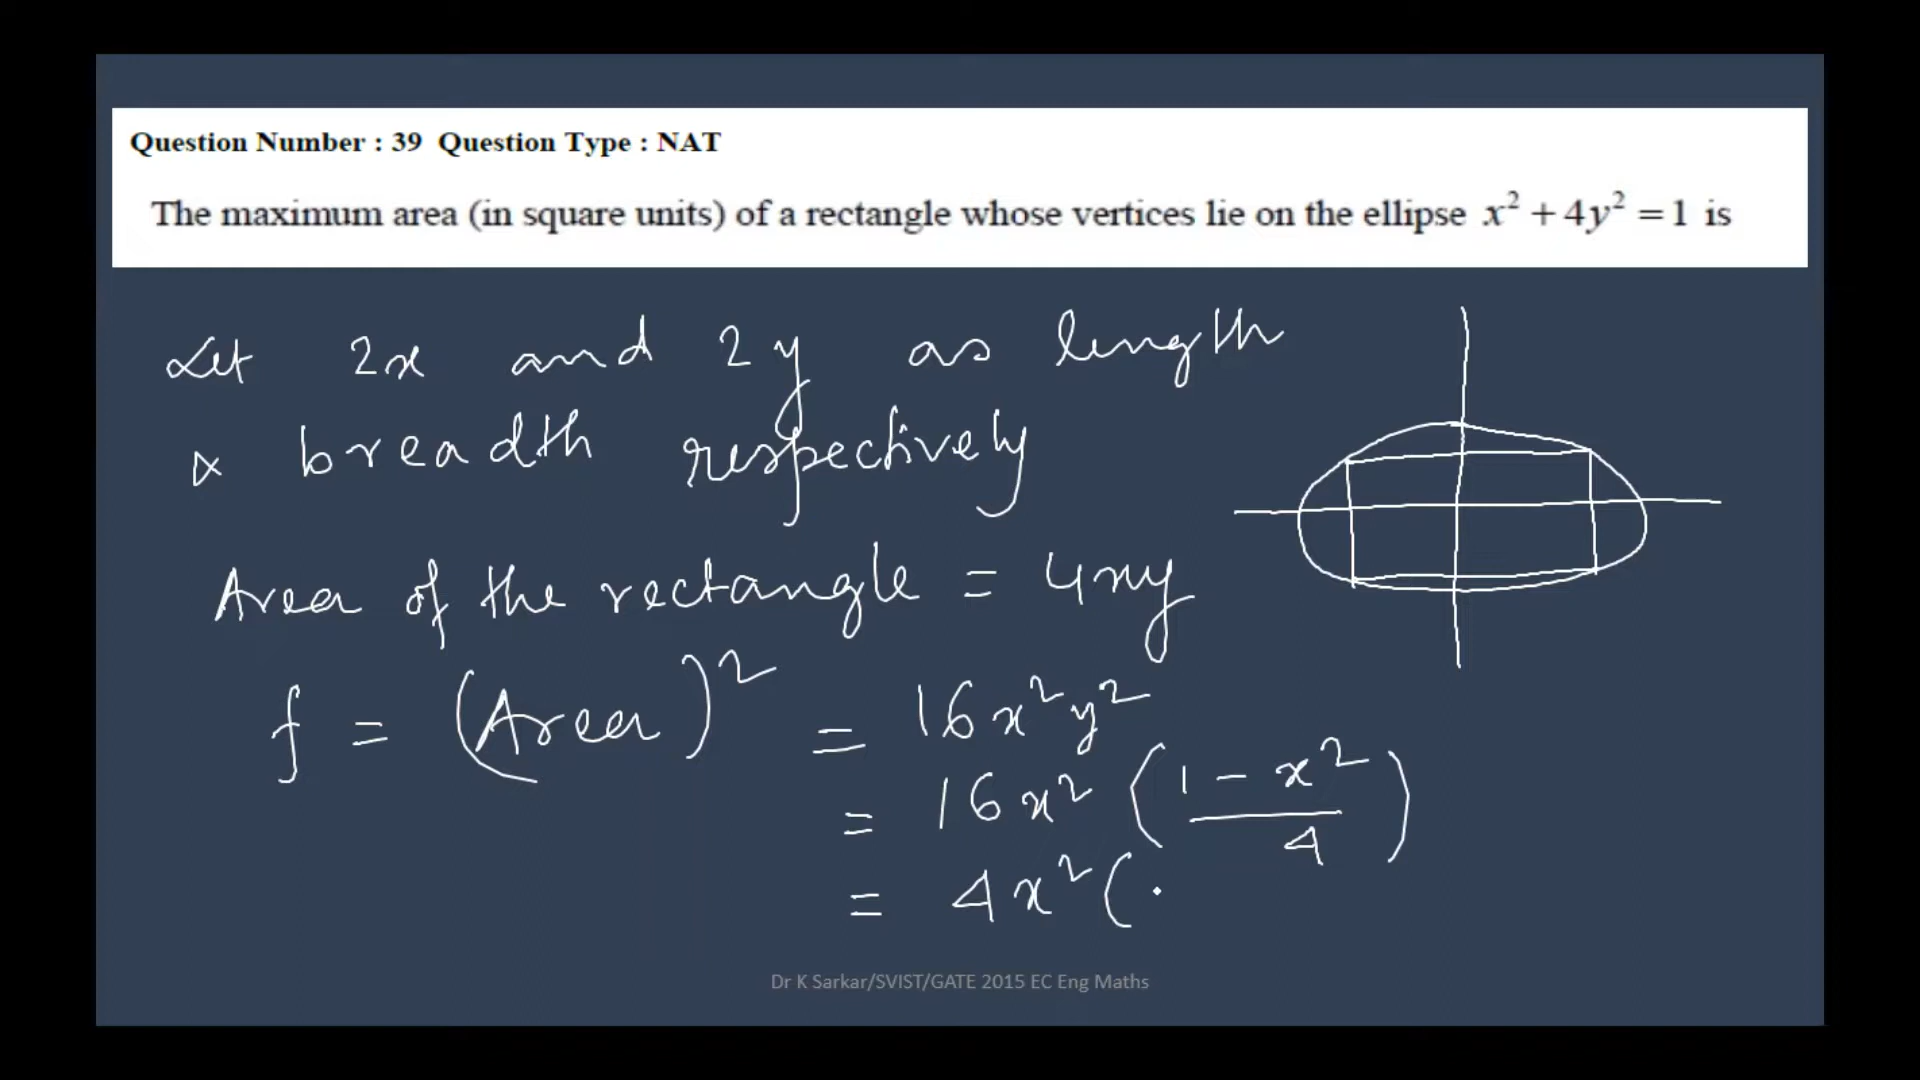 Question Number : 39 Question Type : NAT
The maximum area (in square units) of a rectangle whose vertices lie on the ellipse x² + 4y² = 1 is
Let 2x and 2y as length
& breadth respectively
Area of the rectangle = 4xy
f = (Area)² = 16x²y²
= 16x² (1 - x² / 4)
= 4x² (
Dr K Sarkar/SVIST/GATE 2015 EC Eng Maths